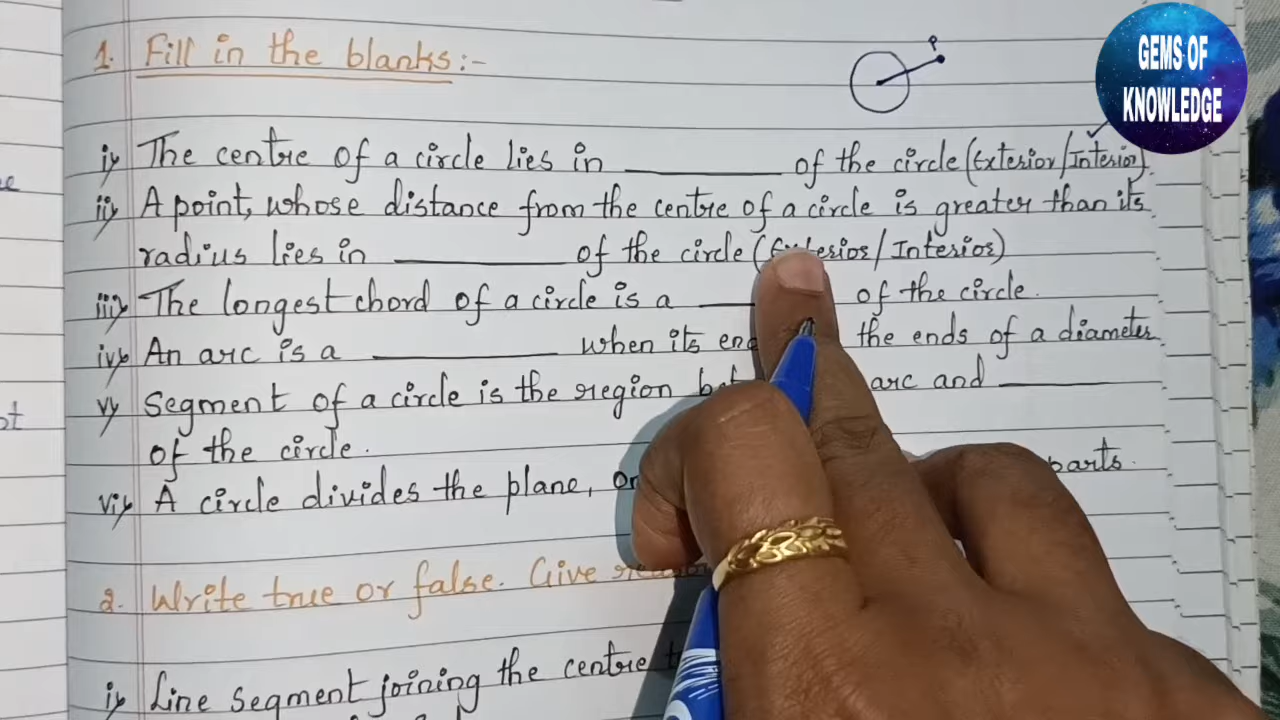 GEMS OF
KNOWLEDGE
P
1. Fill in the blanks:-
i) The centre of a circle lies in ________ of the circle (Exterior/Interior).
ii) A point, whose distance from the centre of a circle is greater than its
radius lies in ________ of the circle (Exterior/Interior)
iii) The longest chord of a circle is a ____ of the circle.
iv) An arc is a ________ when its the ends of a diameter
v) Segment of a circle is the region arc and ________
of the circle.
vi) A circle divides the plane, parts.
2. Write true or false. Give
i) Line segment joining the centre